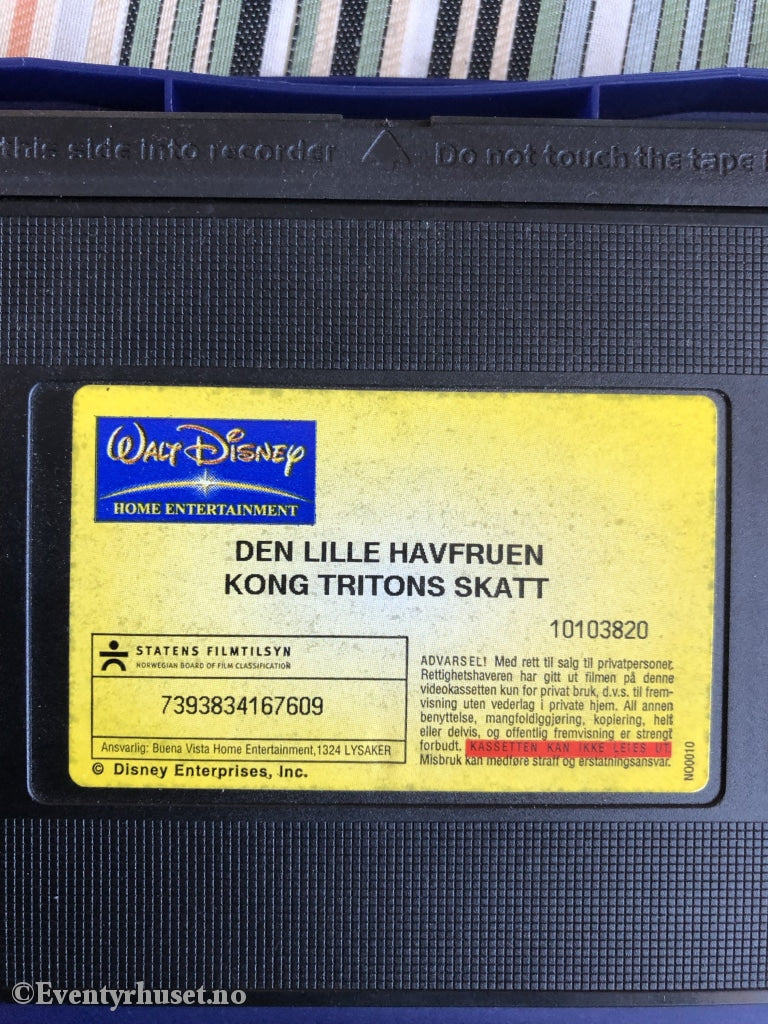 this side into recorder Do not touch the tape
WALT DISNEY
HOME ENTERTAINMENT
DEN LILLE HAVFRUEN
KONG TRITONS SKATT
10103820
STATENS FILMTILSYN
NORWEGIAN BOARD OF FILM CLASSIFICATION
7393834167609
Ansvarlig: Buena Vista Home Entertainment,1324 LYSAKER
© Disney Enterprises, Inc.
ADVARSEL! Med rett til salg til privatpersoner.
Rettighetshaveren har gitt ut filmen på denne
videokassetten kun for privat bruk, d.v.s. til frem-
visning uten vederlag i private hjem. All annen
benyttelse, mangfoldiggjøring, kopiering, helt
eller delvis, og offentlig fremvisning er strengt
forbudt. KASSETTEN KAN IKKE LEIES UT.
Misbruk kan medføre straff og erstatningsansvar.
NO0010
©Eventyrhuset.no